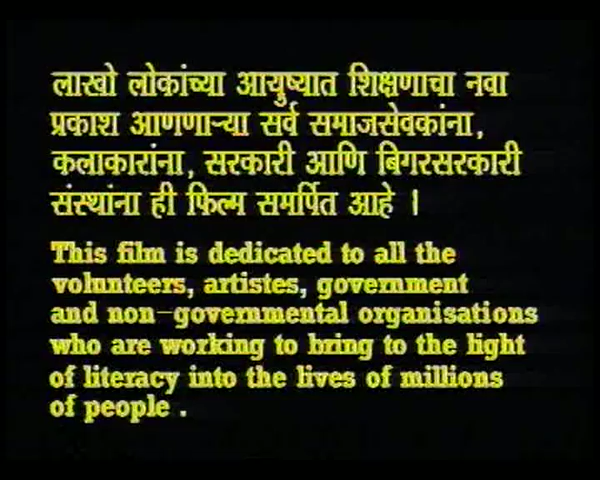 लाखो लोकांच्या आयुष्यात शिक्षणाचा नवा
प्रकाश आणणाऱ्या सर्व समाजसेवकांना,
कलाकारांना, सरकारी आणि बिगरसरकारी
संस्थांना ही फिल्म समर्पित आहे ।
This film is dedicated to all the
volunteers, artistes, government
and non-governmental organisations
who are working to bring to the light
of literacy into the lives of millions
of people .